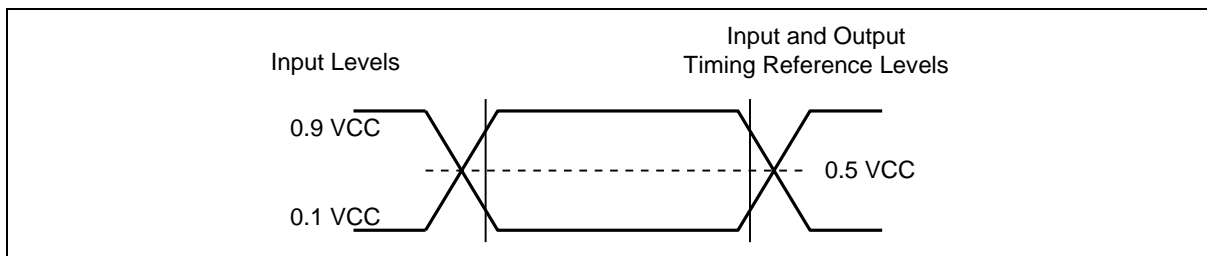 Input Levels
Input and Output
Timing Reference Levels
0.9 VCC
0.5 VCC
0.1 VCC